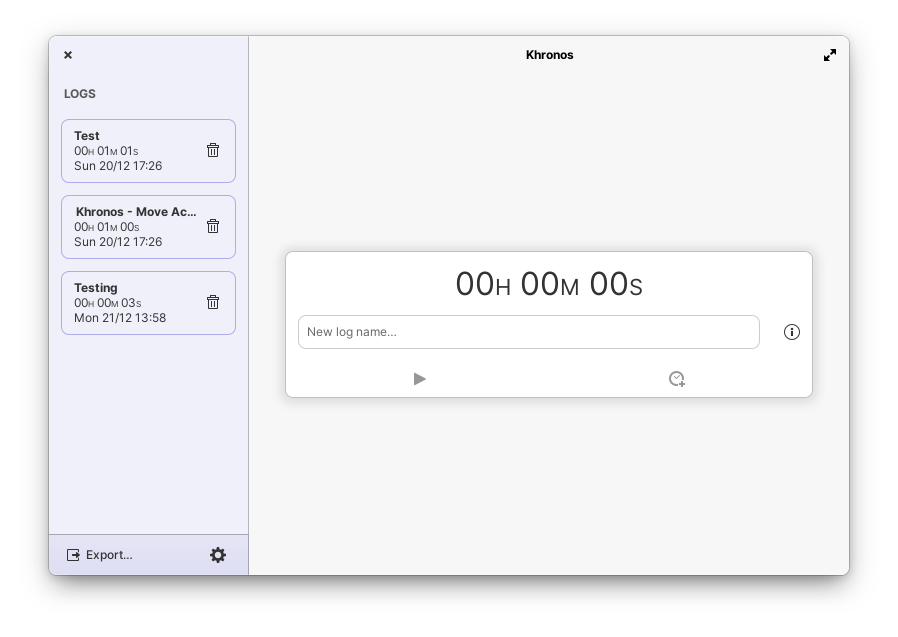 Khronos
LOGS
Test
00H 01M 01S
Sun 20/12 17:26
Khronos - Move Ac...
00H 01M 00S
Sun 20/12 17:26
Testing
00H 00M 03S
Mon 21/12 13:58
Export...
00H 00M 00S
New log name...